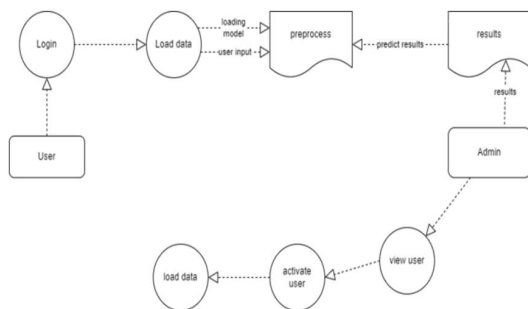 Login
Load data
loading
model
user input
preprocess
predict results
results
results
User
Admin
view user
activate
user
load data